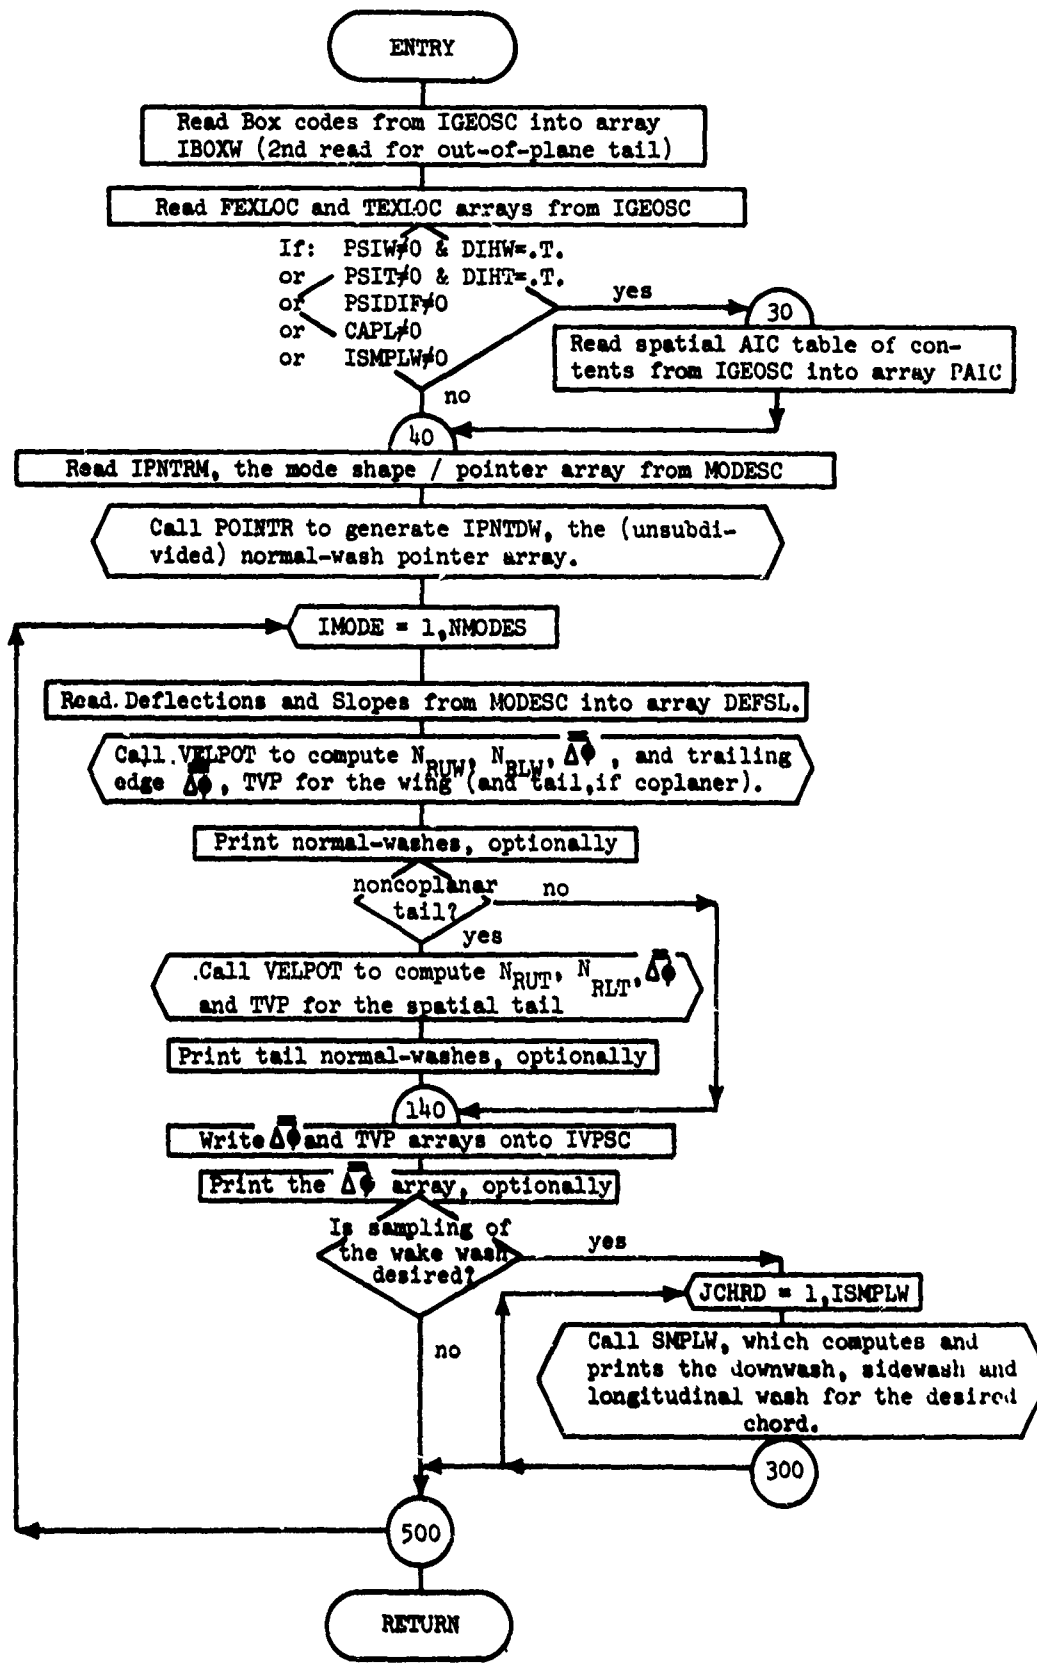 ENTRY
Read Box codes from IGEOSC into array
IBOXW (2nd read for out-of-plane tail)
Read FEXLOC and TEXLOC arrays from IGEOSC
If: PSIW≠0 & DIHW=.T.
or PSIT≠0 & DIHT=.T.
or PSIDIF≠0
or CAPL≠0
or ISMPLW≠0
yes
30
Read spatial AIC table of con-
tents from IGEOSC into array PAIC
no
40
Read IPNTRM, the mode shape / pointer array from MODESC
Call POINTR to generate IPNTDW, the (unsubdi-
vided) normal-wash pointer array.
IMODE = 1,NMODES
Read Deflections and Slopes from MODESC into array DEFSL.
Call VELPOT to compute N_RUW, N_RLW, Δφ̿, and trailing
edge Δφ̿, TVP for the wing (and tail,if coplaner).
Print normal-washes, optionally
noncoplanar
tail?
no
yes
Call VELPOT to compute N_RUT, N_RLT, Δφ̿
and TVP for the spatial tail
Print tail normal-washes, optionally
140
Write Δφ̿ and TVP arrays onto IVPSC
Print the Δφ̿ array, optionally
Is sampling of
the wake wash
desired?
yes
JCHRD = 1,ISMPLW
no
Call SMPLW, which computes and
prints the downwash, sidewash and
longitudinal wash for the desired
chord.
300
500
RETURN